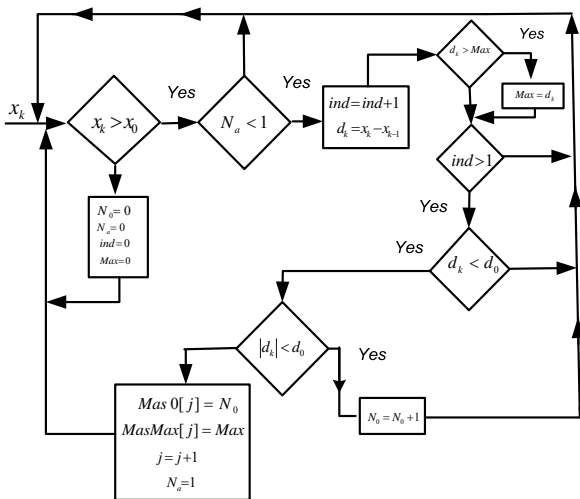 x_k
x_k > x_0
Yes
N_a < 1
Yes
ind = ind+1
d_k = x_k − x_{k−1}
d_k > Max
Yes
Max = d_k
ind > 1
Yes
d_k < d_0
Yes
N_0 = 0
N_a = 0
ind = 0
Max = 0
|d_k| < d_0
Yes
N_0 = N_0 + 1
Mas 0[j] = N_0
MasMax[j] = Max
j = j+1
N_a = 1